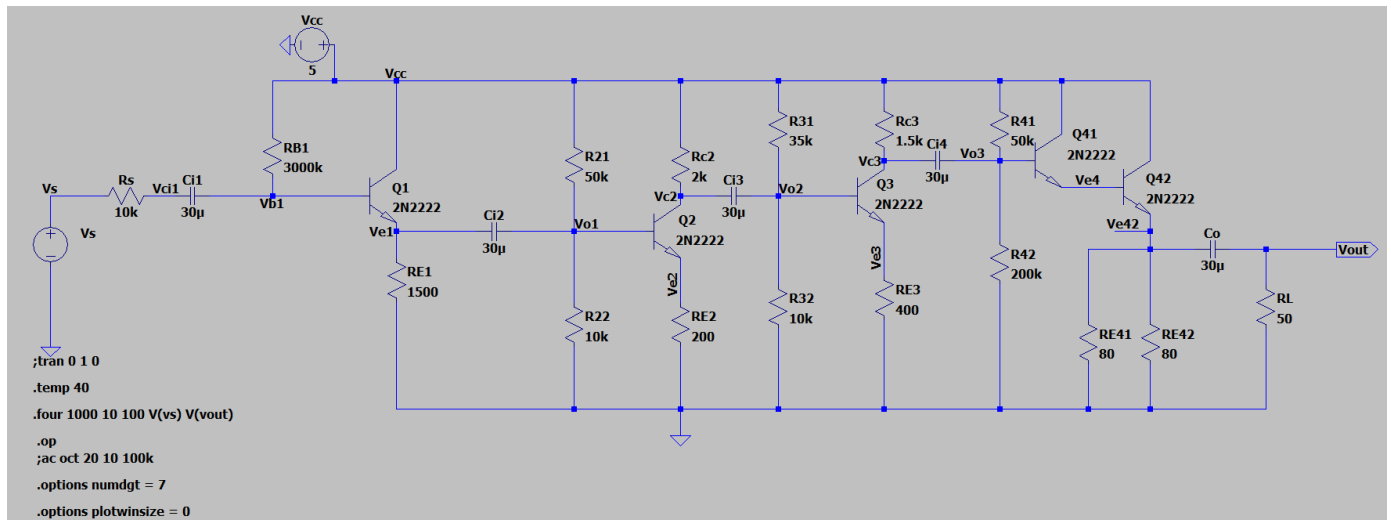 Vcc
5
Vcc
RB1
3000k
Vs
Rs
10k
Vci1
Ci1
30µ
Vb1
Vs
Q1
2N2222
Ve1
RE1
1500
Ci2
30µ
R21
50k
Vo1
R22
10k
Rc2
2k
Vc2
Q2
2N2222
Ve2
RE2
200
Ci3
30µ
R31
35k
Vo2
R32
10k
Rc3
1.5k
Vc3
Q3
2N2222
Ve3
RE3
400
Ci4
30µ
Vo3
R41
50k
R42
200k
Q41
2N2222
Ve4
Q42
2N2222
Ve42
RE41
80
RE42
80
Co
30µ
RL
50
Vout
;tran 0 1 0
.temp 40
.four 1000 10 100 V(vs) V(vout)
.op
;ac oct 20 10 100k
.options numdgt = 7
.options plotwinsize = 0